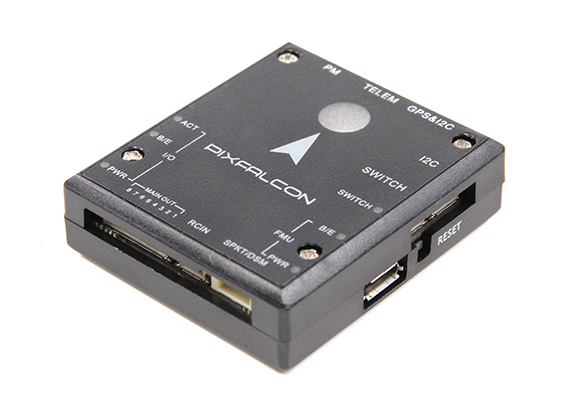 PM
TELEM
GPS&I2C
I2C
SWITCH
SWITCH
ACT
B/E
I/O
PWR
MAIN OUT
8 7 6 5 4 3 2 1
RCIN
SPKT/DSM
PIXFALCON
B/E
FMU
PWR
RESET